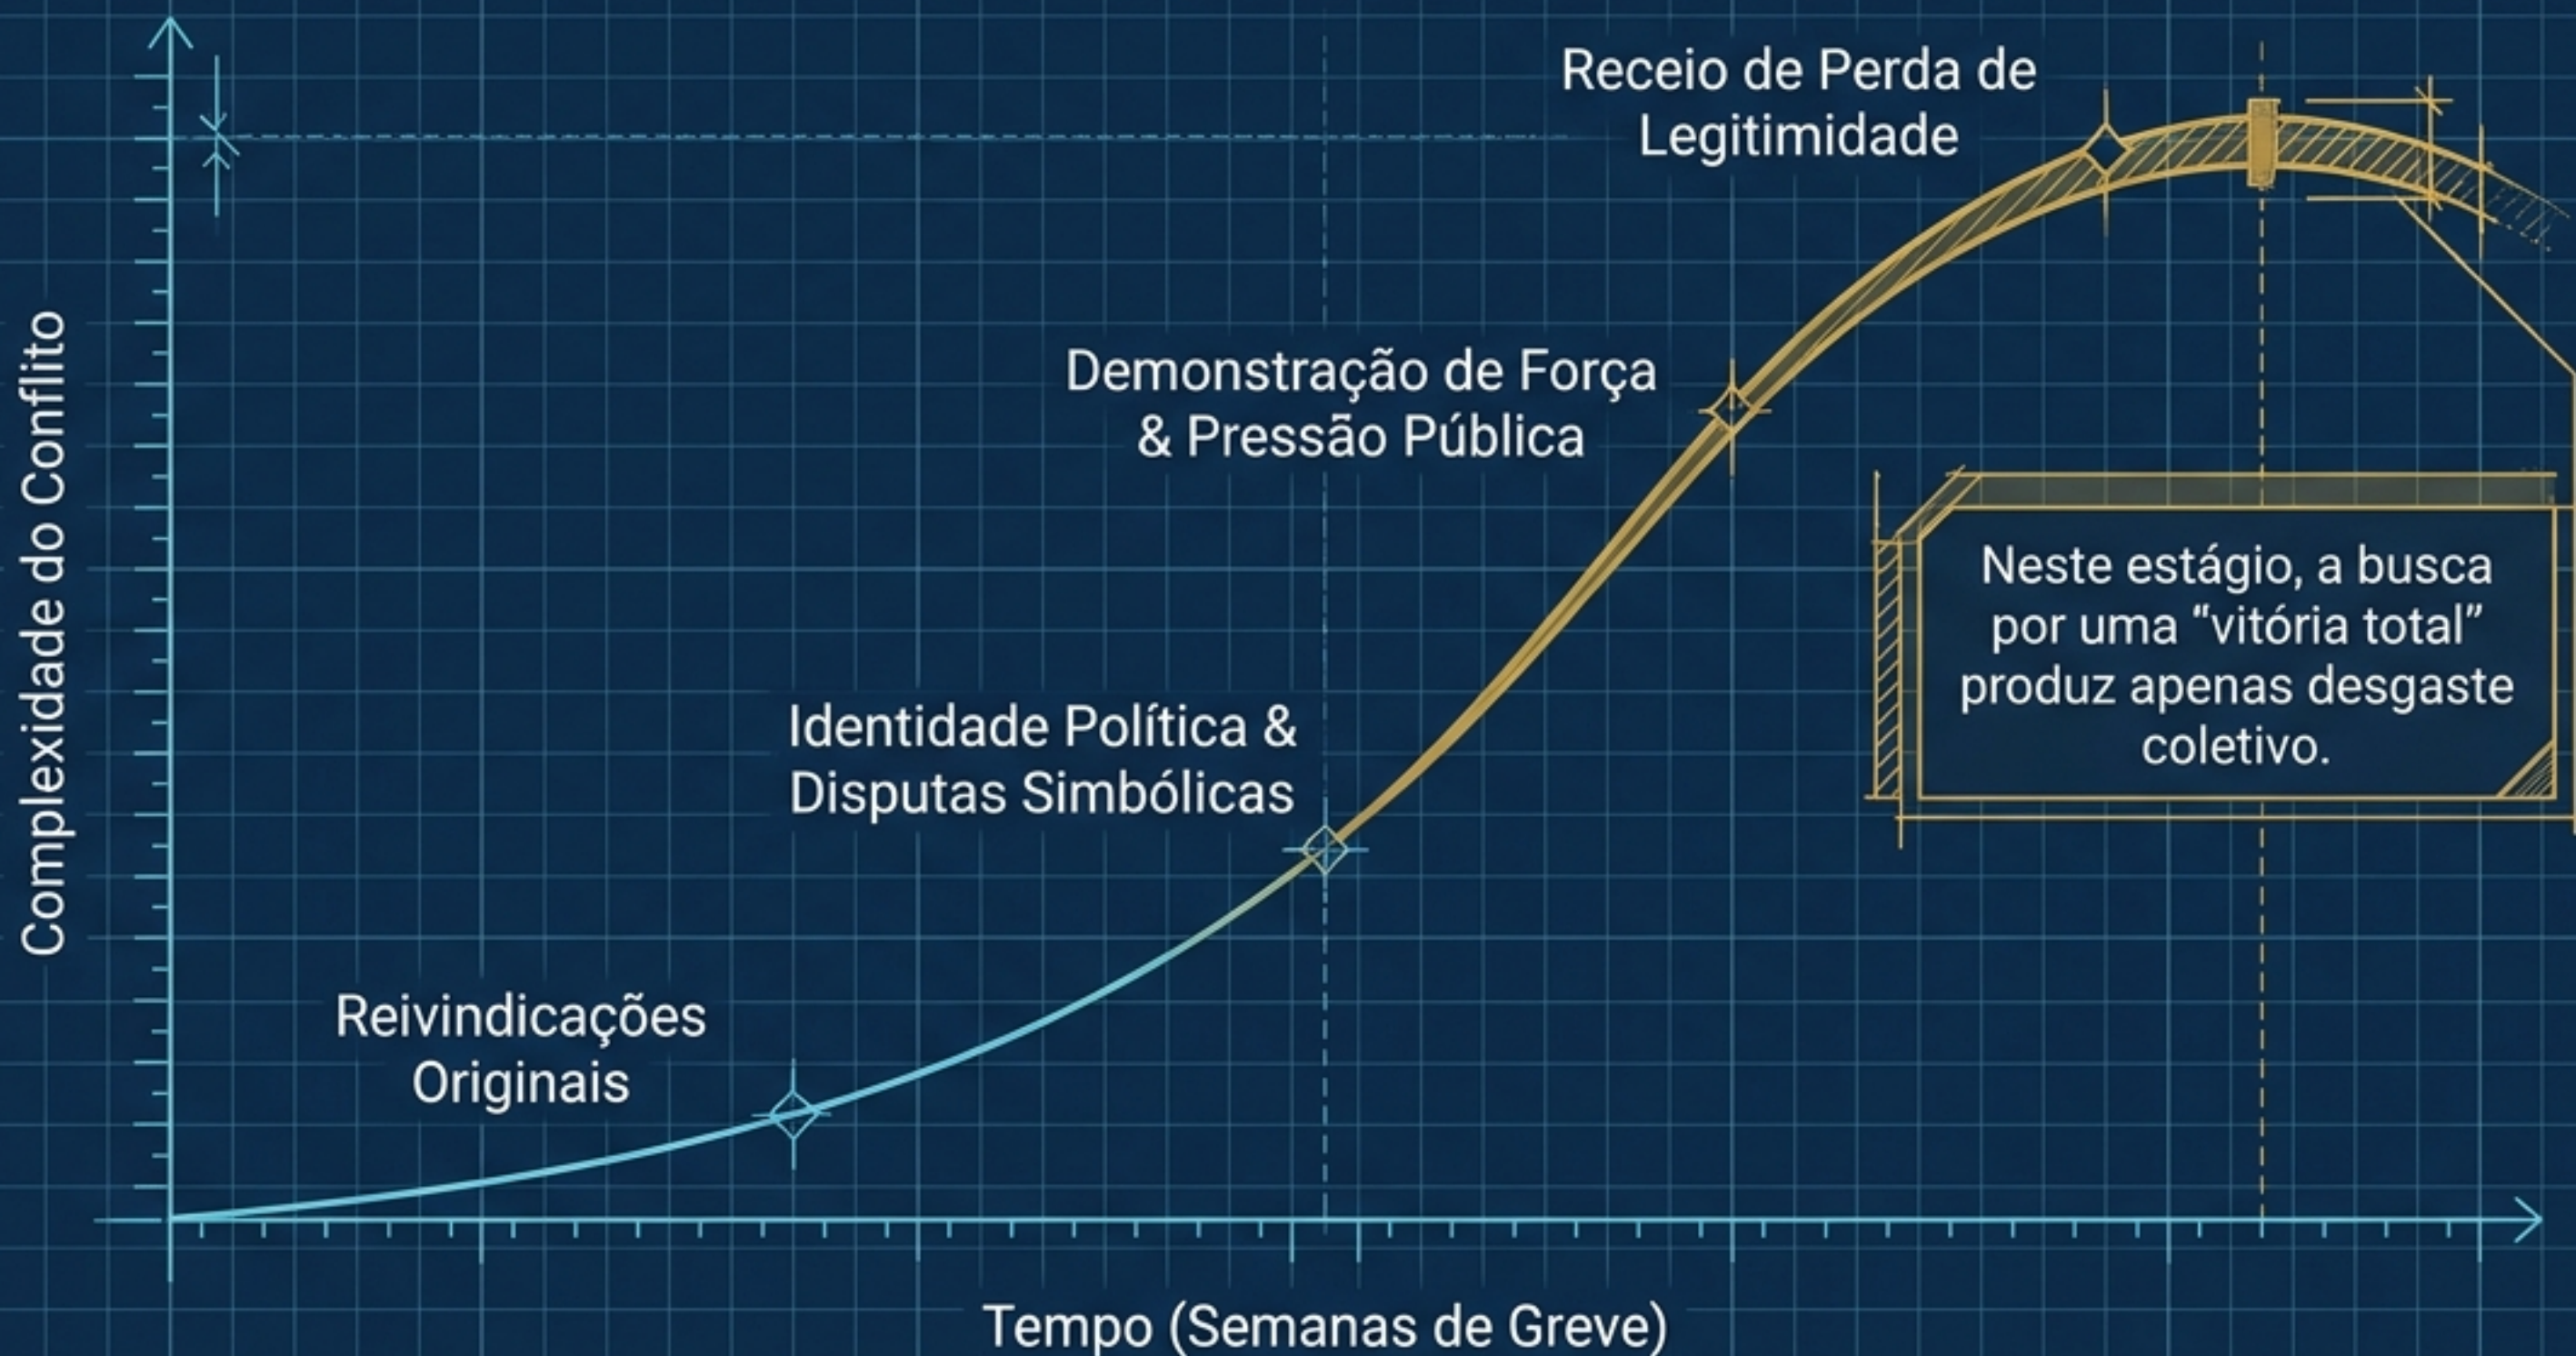 Receio de Perda de
Legitimidade
Demonstração de Força
& Pressão Pública
Complexidade do Conflito
Neste estágio, a busca
por uma “vitória total”
produz apenas desgaste
coletivo.
Identidade Política &
Disputas Simbólicas
Reivindicações
Originais
Tempo (Semanas de Greve)